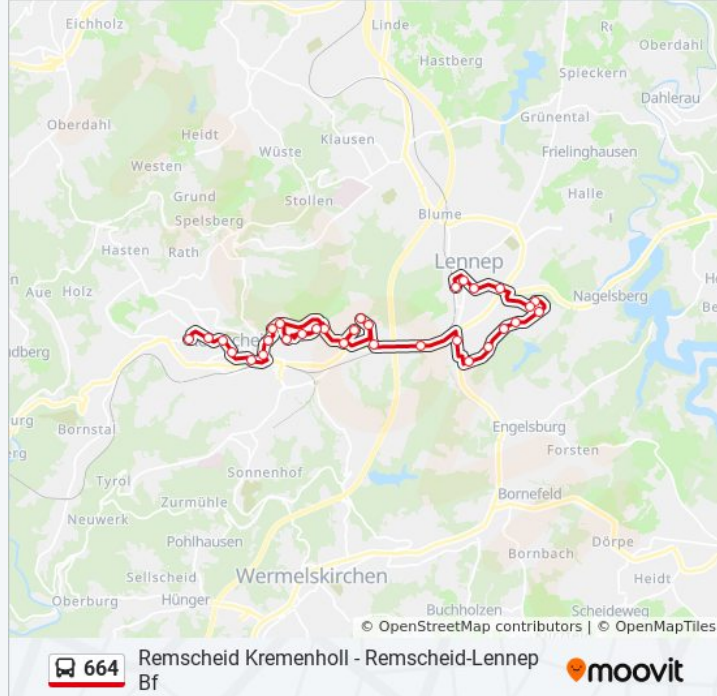 Eichholz
Linde
Hastberg
Oberdahl
Spleckern
Dahlerau
Grünental
Oberdahl
Heidt
Klausen
Wüste
Frielinghausen
Westen
Grund
Stollen
Halle
Spelsberg
Blume
Hasten
Rath
Lennep
Aue
Holz
Nagelsberg
Bornstal
Engelsburg
Forsten
Tyrol
Sonnenhof
Zurmühle
Bornefeld
Neuwerk
Pohlhausen
Dörpe
Bornbach
Sellscheid
Wermelskirchen
Heidt
Oberburg
Hünger
Buchholzen
Scheideweg
© OpenStreetMap contributors | © OpenMapTiles
664
Remscheid Kremenholl - Remscheid-Lennep
Bf
moovit